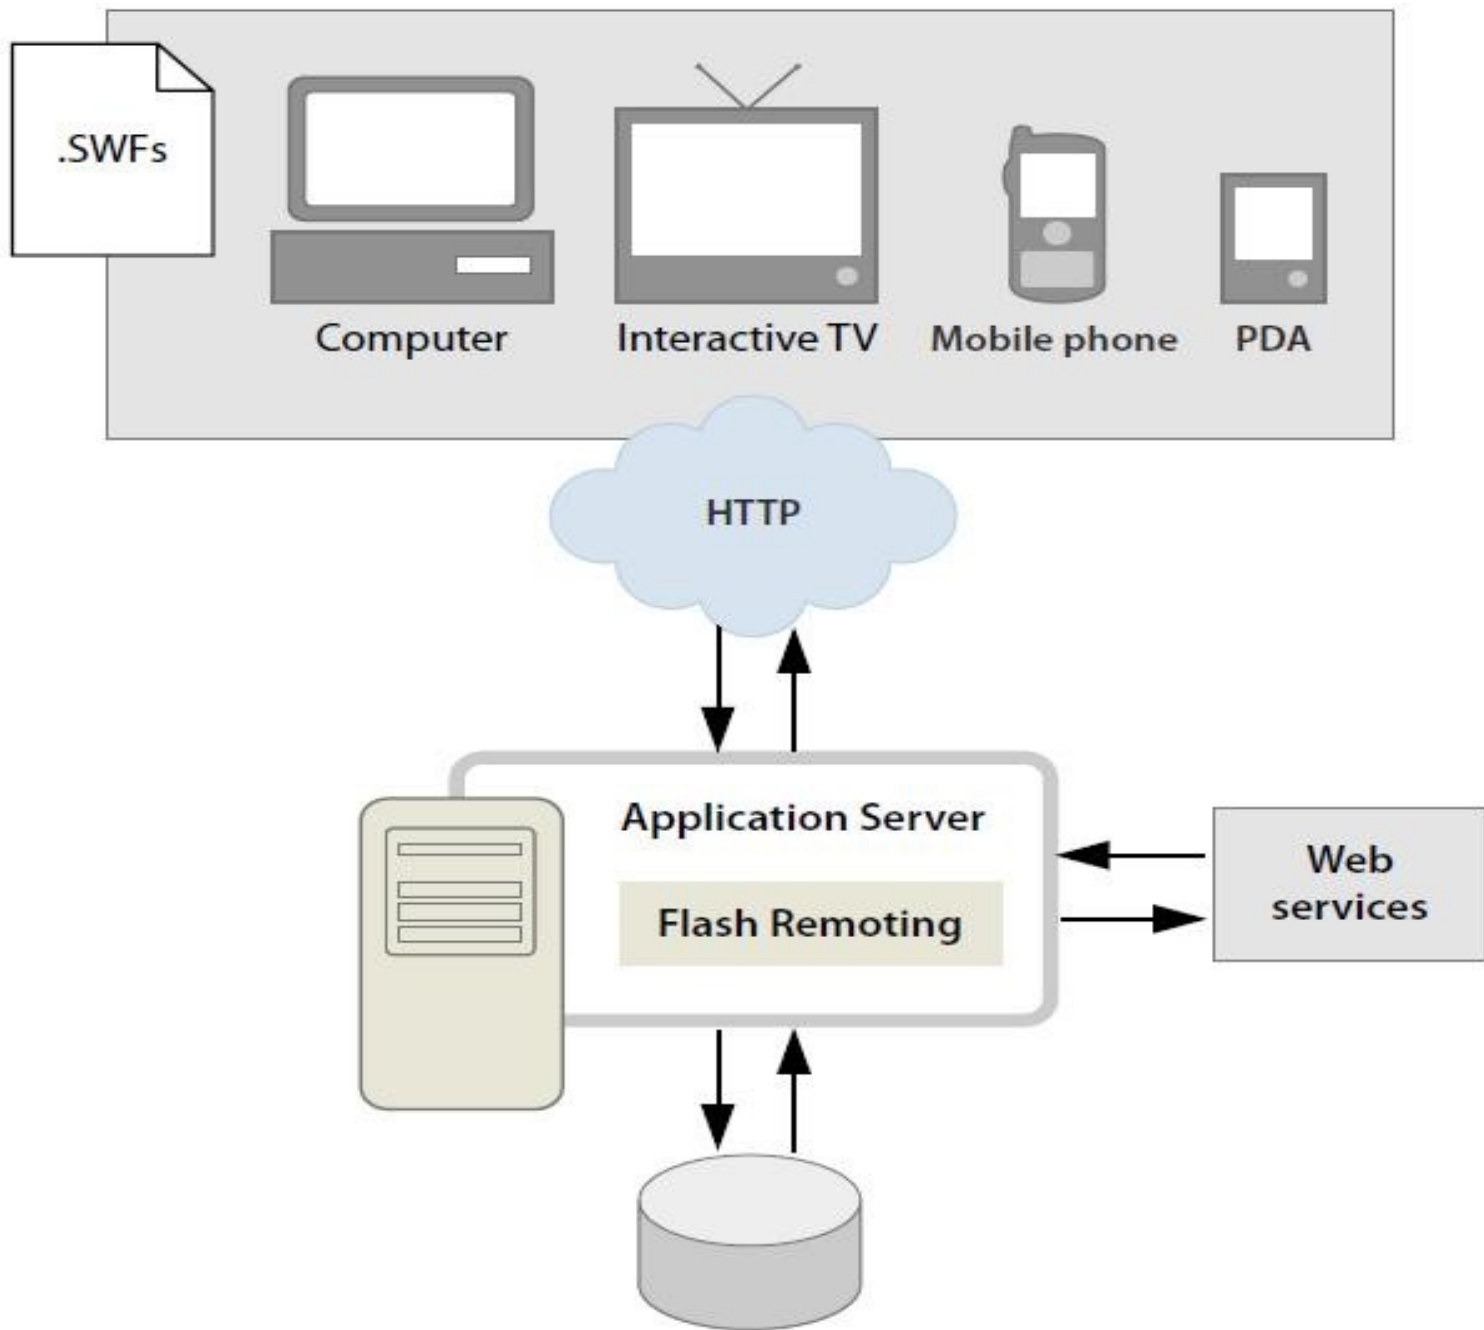 .SWFs
Computer
Interactive TV
Mobile phone
PDA
HTTP
Application Server
Flash Remoting
Web
services